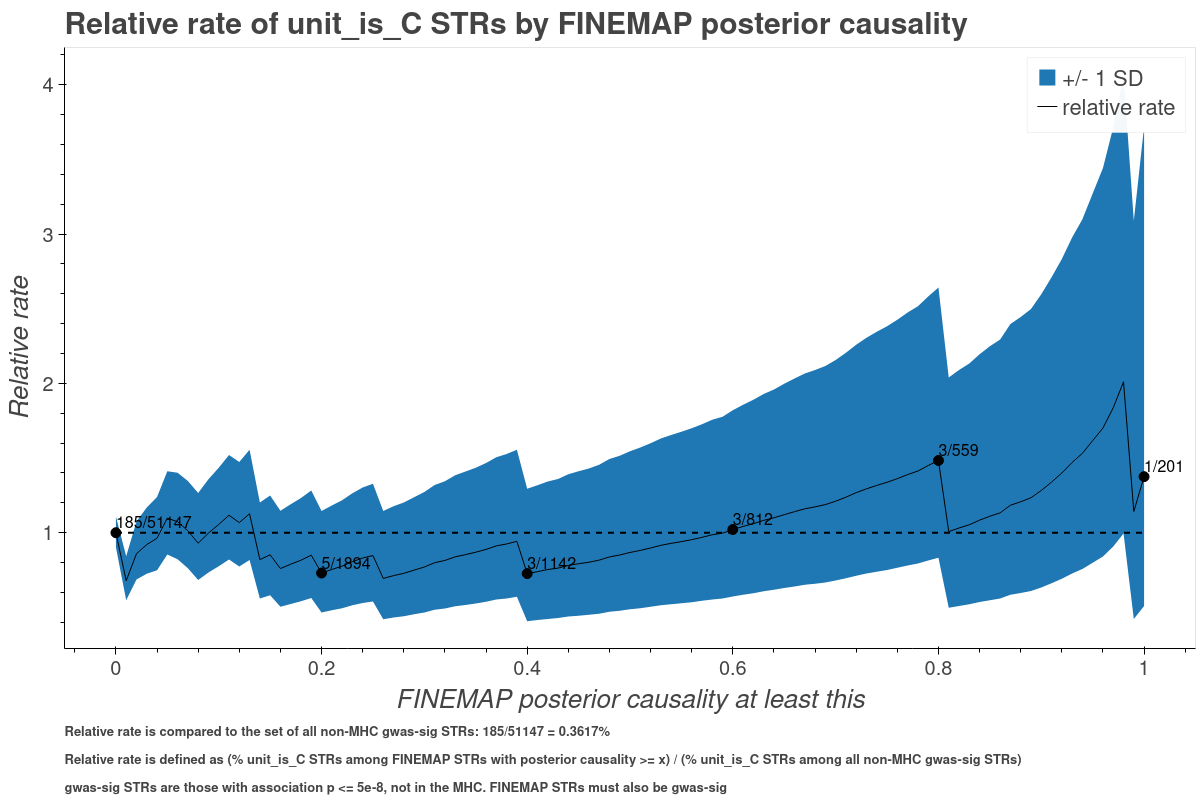 Relative rate of unit_is_C STRs by FINEMAP posterior causality
+/- 1 SD
relative rate
4
3
2
1
Relative rate
185/51147
5/1894
3/1142
3/812
3/559
1/201
0
0.2
0.4
0.6
0.8
1
FINEMAP posterior causality at least this
Relative rate is compared to the set of all non-MHC gwas-sig STRs: 185/51147 = 0.3617%
Relative rate is defined as (% unit_is_C STRs among FINEMAP STRs with posterior causality >= x) / (% unit_is_C STRs among all non-MHC gwas-sig STRs)
gwas-sig STRs are those with association p <= 5e-8, not in the MHC. FINEMAP STRs must also be gwas-sig